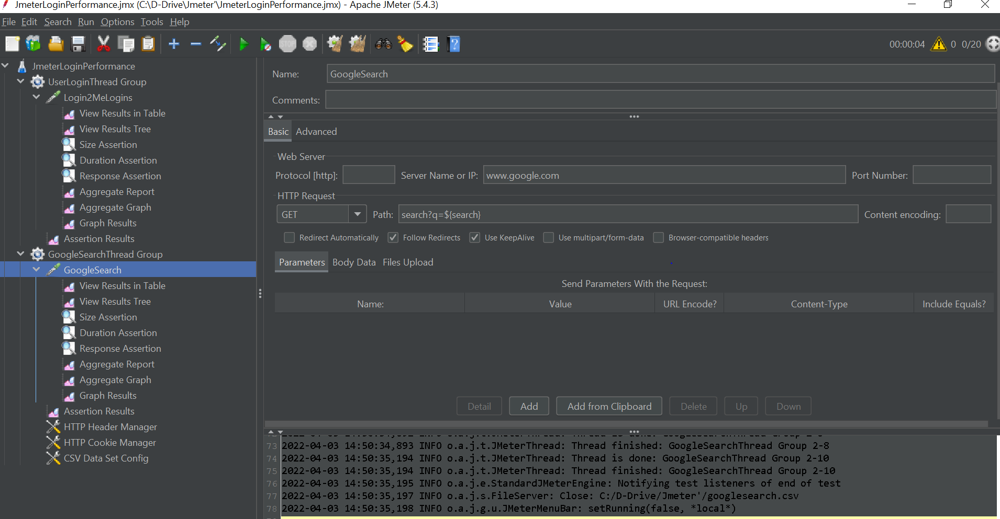 JmeterLoginPerformance.jmx (C:\D-Drive\Jmeter'\JmeterLoginPerformance.jmx) - Apache JMeter (5.4.3)
File Edit Search Run Options Tools Help
STOP
00:00:04 0 0/20
JmeterLoginPerformance
UserLoginThread Group
Login2MeLogins
View Results in Table
View Results Tree
Size Assertion
Duration Assertion
Response Assertion
Aggregate Report
Aggregate Graph
Graph Results
Assertion Results
GoogleSearchThread Group
GoogleSearch
View Results in Table
View Results Tree
Size Assertion
Duration Assertion
Response Assertion
Aggregate Report
Aggregate Graph
Graph Results
Assertion Results
HTTP Header Manager
HTTP Cookie Manager
CSV Data Set Config
Name: GoogleSearch
Comments:
Basic Advanced
Web Server
Protocol [http]: Server Name or IP: www.google.com Port Number:
HTTP Request
GET Path: search?q=${search} Content encoding:
Redirect Automatically Follow Redirects Use KeepAlive Use multipart/form-data Browser-compatible headers
Parameters Body Data Files Upload
Send Parameters With the Request:
Name: Value URL Encode? Content-Type Include Equals?
Detail Add Add from Clipboard Delete Up Down
73 2022-04-03 14:50:34,893 INFO o.a.j.t.JMeterThread: Thread finished: GoogleSearchThread Group 2-8
74 2022-04-03 14:50:35,194 INFO o.a.j.t.JMeterThread: Thread is done: GoogleSearchThread Group 2-10
75 2022-04-03 14:50:35,194 INFO o.a.j.t.JMeterThread: Thread finished: GoogleSearchThread Group 2-10
76 2022-04-03 14:50:35,195 INFO o.a.j.e.StandardJMeterEngine: Notifying test listeners of end of test
77 2022-04-03 14:50:35,197 INFO o.a.j.s.FileServer: Close: C:/D-Drive/Jmeter'/googlesearch.csv
78 2022-04-03 14:50:35,198 INFO o.a.j.g.u.JMeterMenuBar: setRunning(false, *local*)